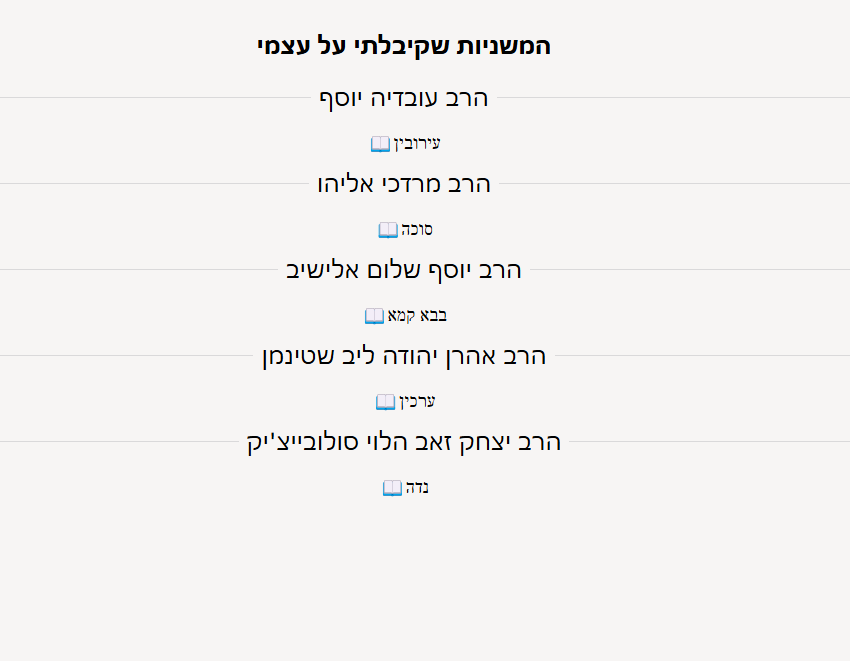 המשניות שקיבלתי על עצמי
הרב עובדיה יוסף
עירובין 📖
הרב מרדכי אליהו
סוכה 📖
הרב יוסף שלום אלישיב
בבא קמא 📖
הרב אהרן יהודה ליב שטינמן
ערכין 📖
הרב יצחק זאב הלוי סולובייצ'יק
נדה 📖